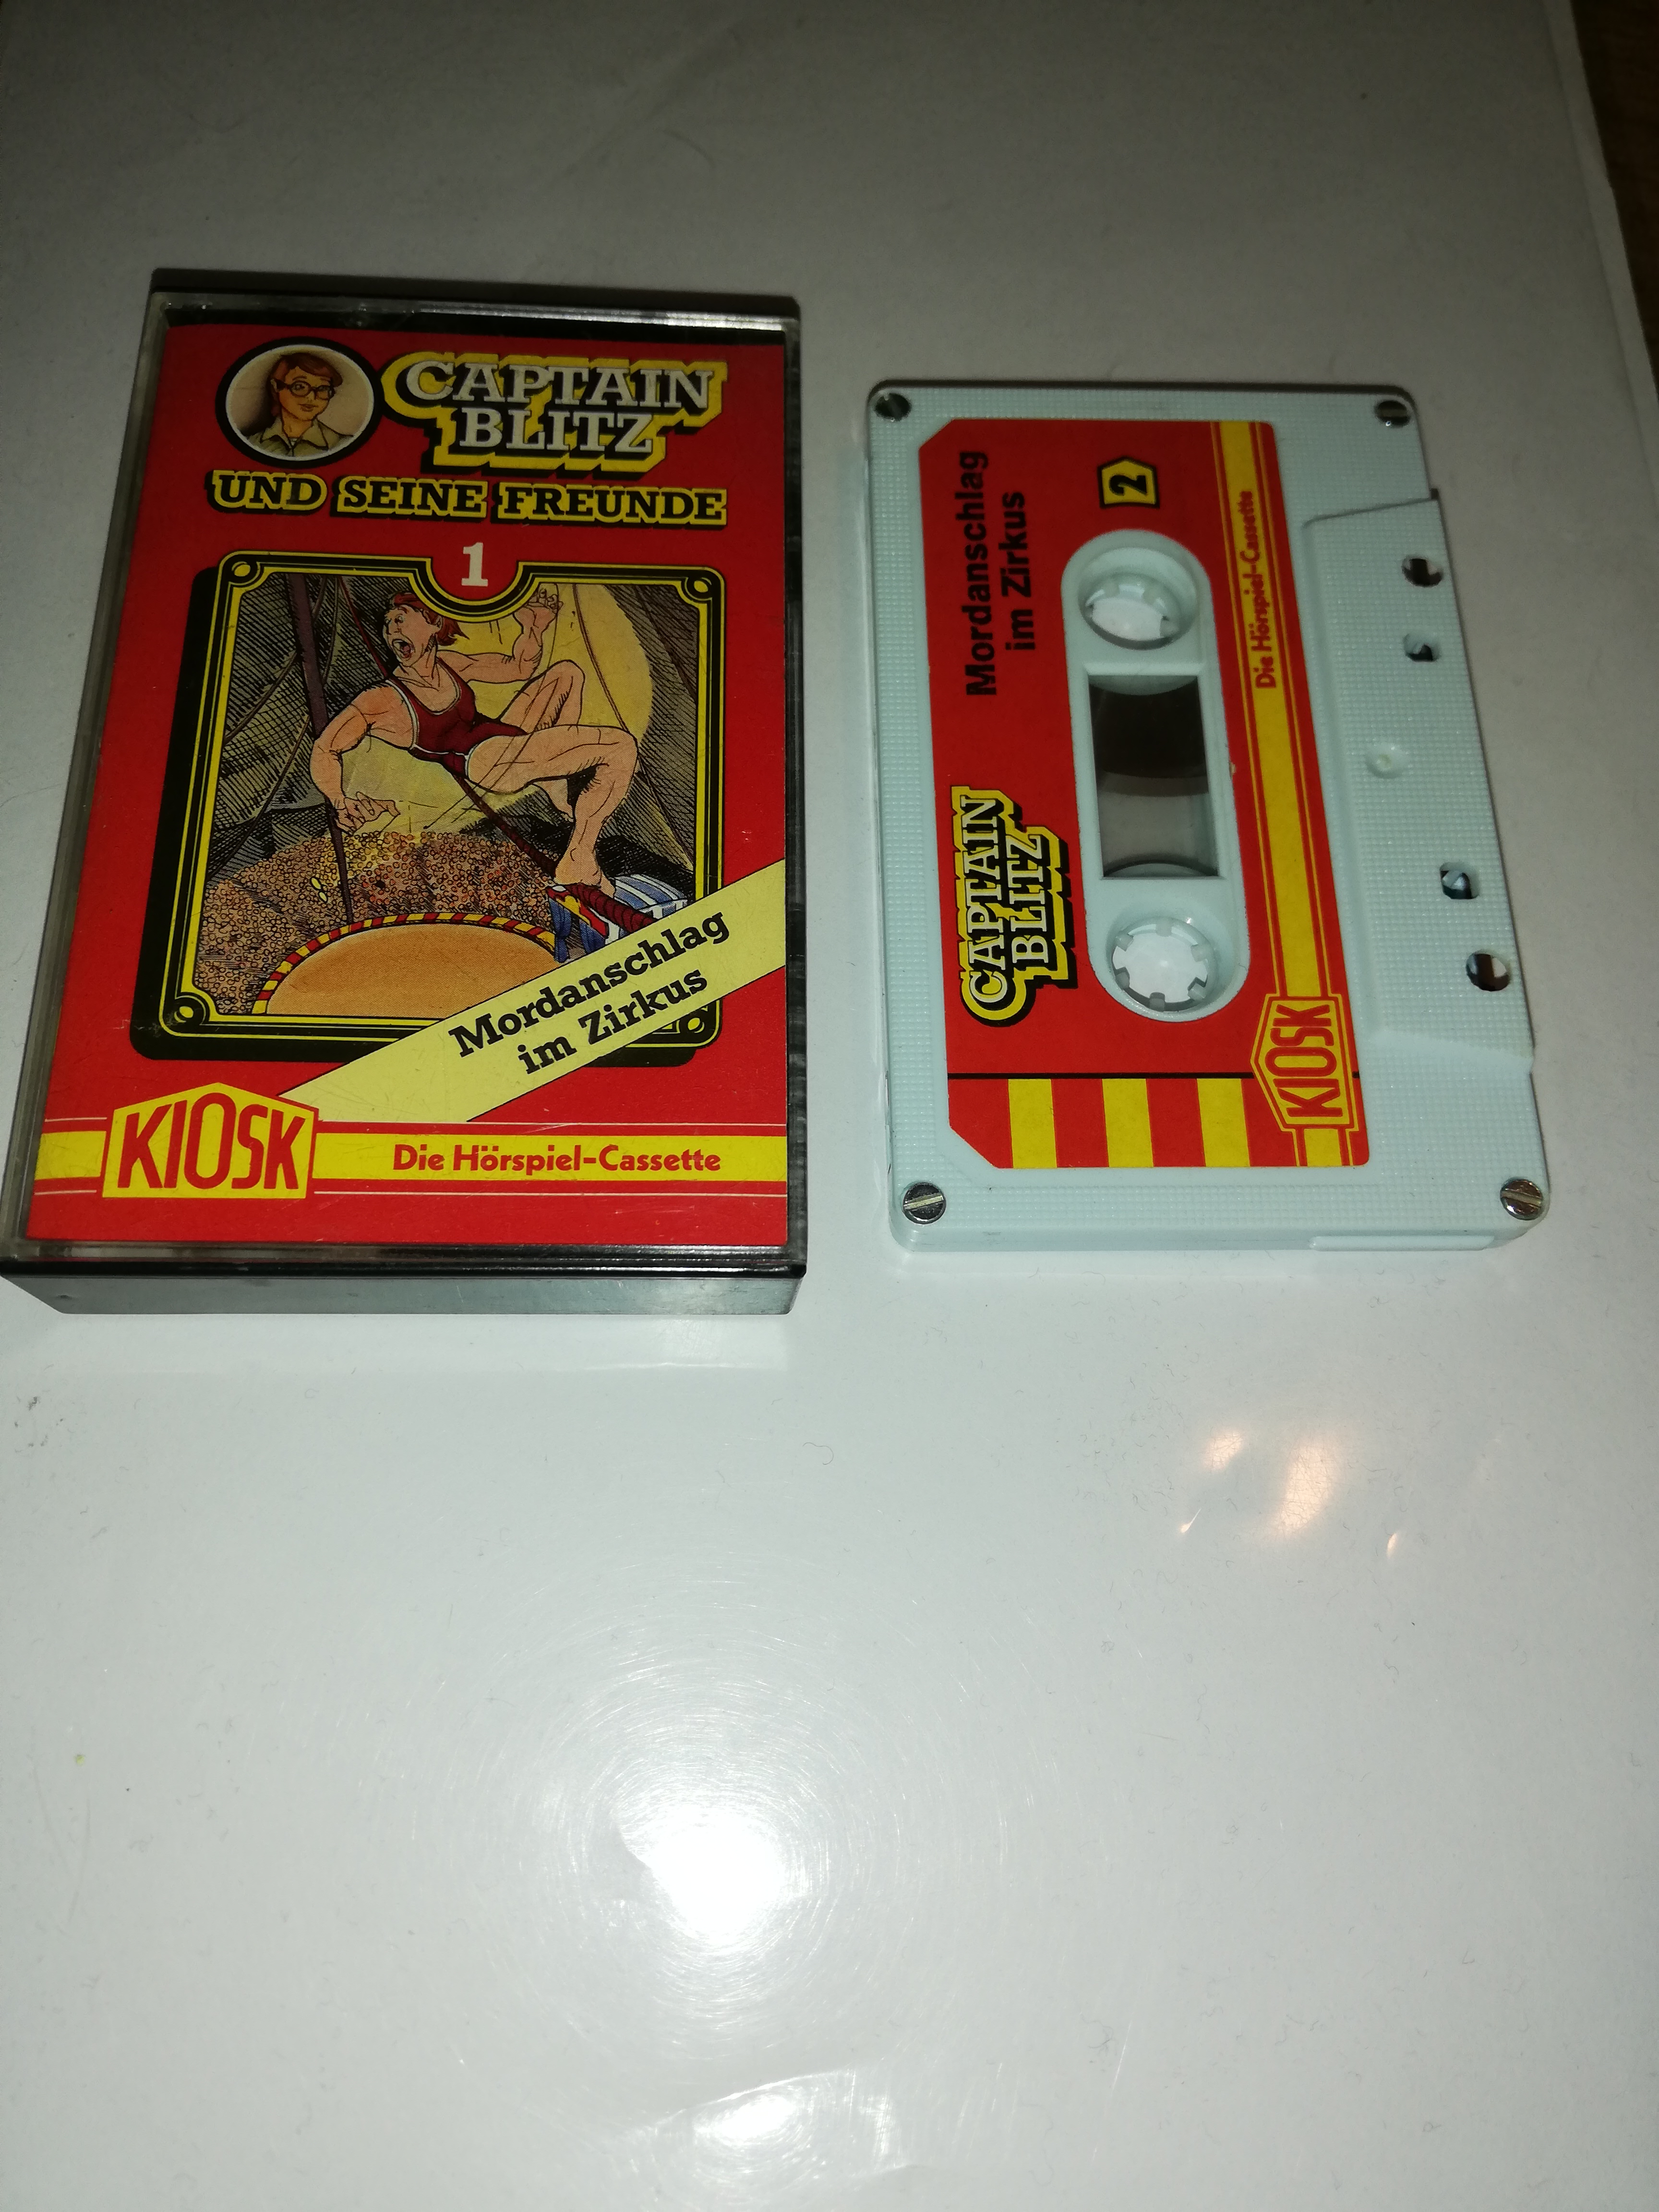 CAPTAIN
BLITZ
UND SEINE FREUNDE
1
Mordanschlag
im Zirkus
KIOSK
Die Hörspiel-Cassette
Mordanschlag
im Zirkus
2
CAPTAIN
BLITZ
Die Hörspiel-Cassette
KIOSK